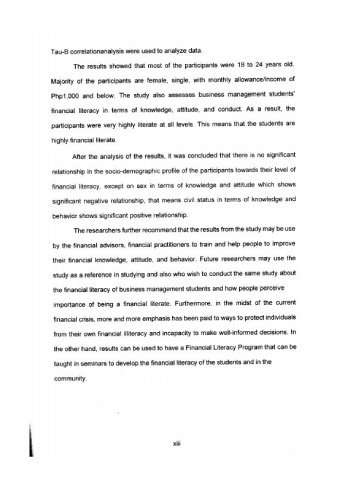 Tau-B correlationanalysis were used to analyze data.
The results showed that most of the participants were 18 to 24 years old.
Majority of the participants are female, single, with monthly allowance/income of
Php1,000 and below. The study also assesses business management students'
financial literacy in terms of knowledge, attitude, and conduct. As a result, the
participants were very highly literate at all levels. This means that the students are
highly financial literate.
After the analysis of the results, it was concluded that there is no significant
relationship in the socio-demographic profile of the participants towards their level of
financial literacy, except on sex in terms of knowledge and attitude which shows
significant negative relationship, that means civil status in terms of knowledge and
behavior shows significant positive relationship.
The researchers further recommend that the results from the study may be use
by the financial advisors, financial practitioners to train and help people to improve
their financial knowledge, attitude, and behavior. Future researchers may use the
study as a reference in studying and also who wish to conduct the same study about
the financial literacy of business management students and how people perceive
importance of being a financial literate. Furthermore, in the midst of the current
financial crisis, more and more emphasis has been paid to ways to protect individuals
from their own financial illiteracy and incapacity to make well-informed decisions. In
the other hand, results can be used to have a Financial Literacy Program that can be
taught in seminars to develop the financial literacy of the students and in the
community.
xiii